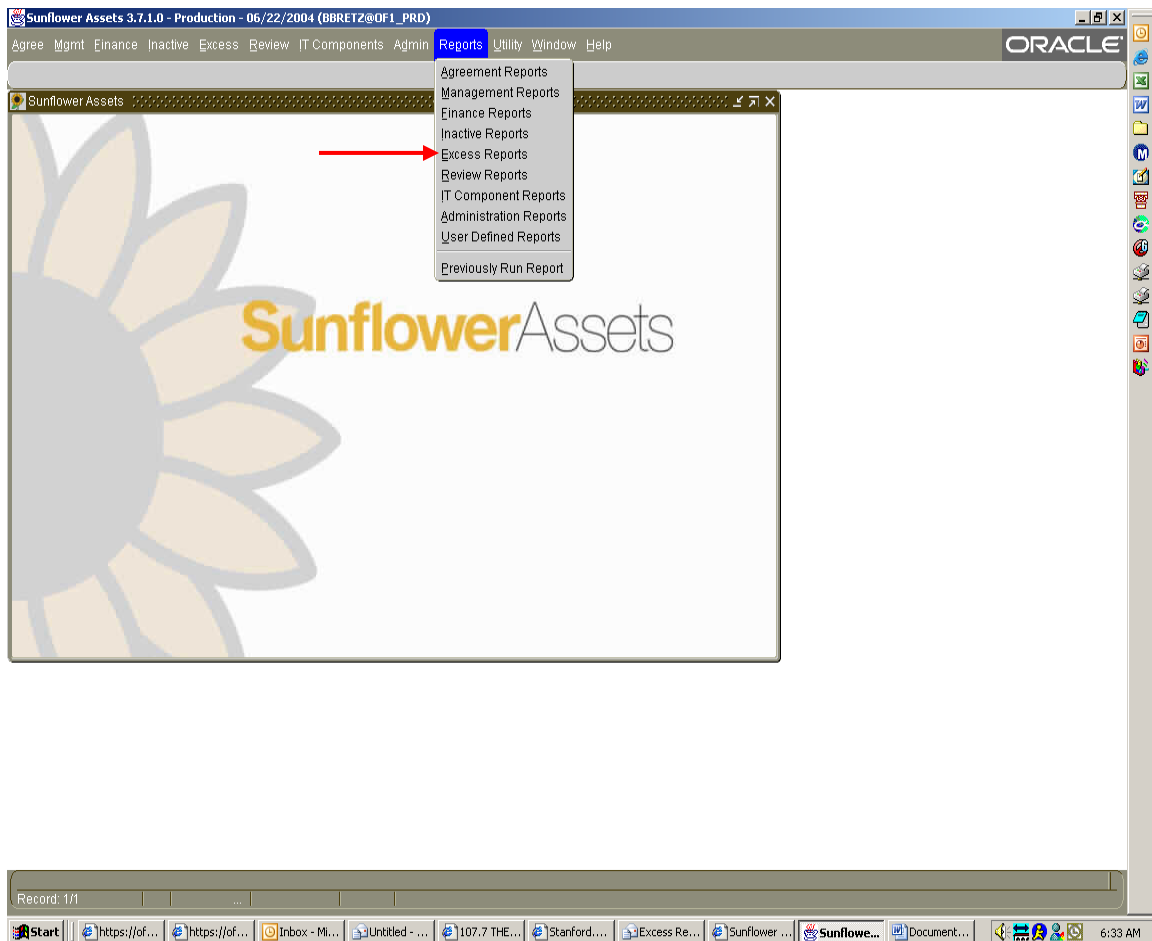 Sunflower Assets 3.7.1.0 - Production - 06/22/2004 (BBRETZ@OF1_PRD)
Agree Mgmt Finance Inactive Excess Review IT Components Admin Reports Utility Window Help
ORACLE
Agreement Reports
Management Reports
Finance Reports
Inactive Reports
Excess Reports
Review Reports
IT Component Reports
Administration Reports
User Defined Reports
Previously Run Report
Sunflower Assets
SunflowerAssets
Record: 1/1
...
Start https://of... https://of... Inbox - Mi... Untitled - ... 107.7 THE... Stanford.... Excess Re... Sunflower ... Sunflowe... Document... 6:33 AM